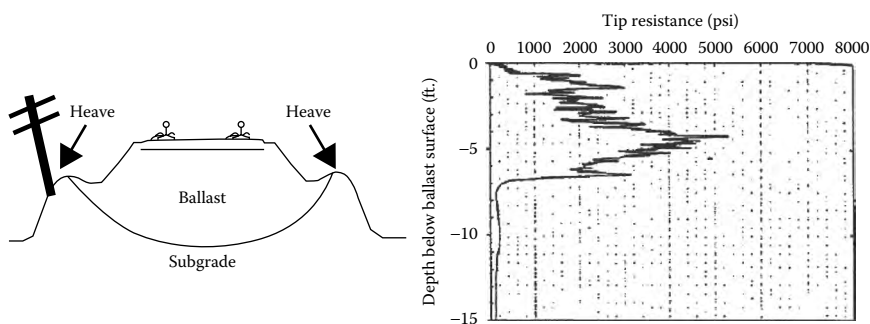 Heave
Heave
Ballast
Subgrade
Tip resistance (psi)
0 1000 2000 3000 4000 5000 6000 7000 8000
Depth below ballast surface (ft.)
0
−5
−10
−15